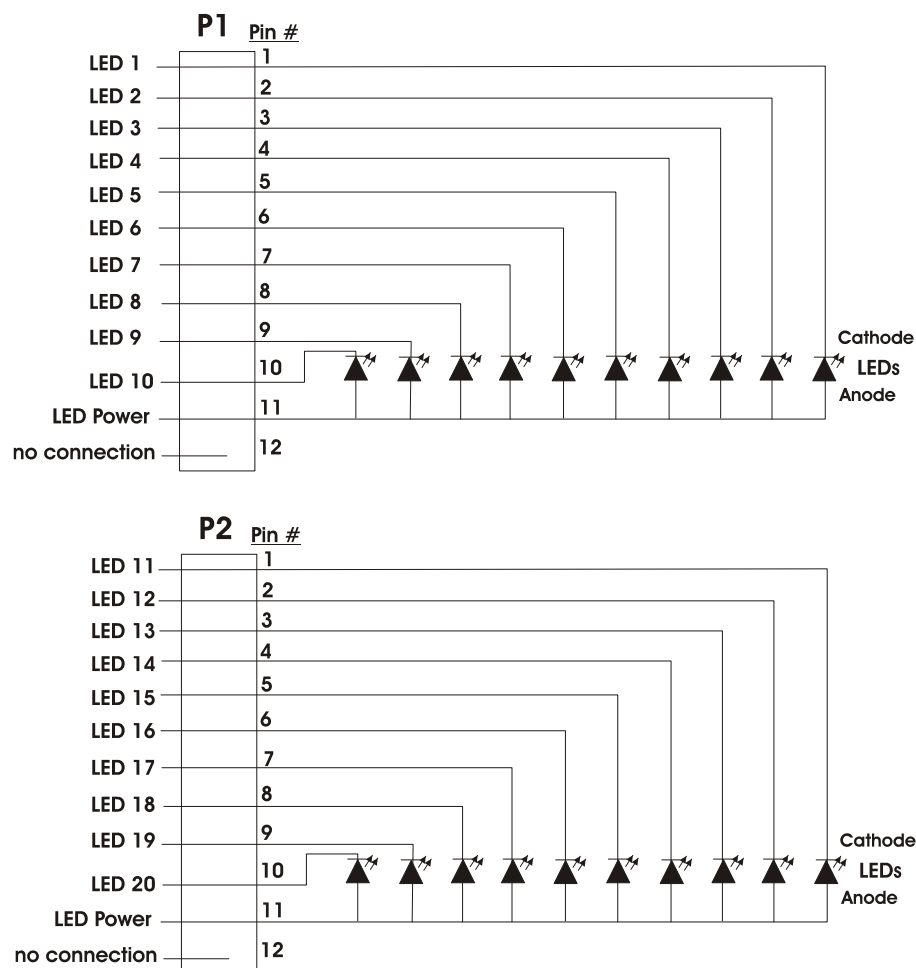 P1 Pin #
LED 1 1
LED 2 2
LED 3 3
LED 4 4
LED 5 5
LED 6 6
LED 7 7
LED 8 8
LED 9 9
Cathode
LED 10 10
LEDs
Anode
LED Power 11
no connection 12
P2 Pin #
LED 11 1
LED 12 2
LED 13 3
LED 14 4
LED 15 5
LED 16 6
LED 17 7
LED 18 8
LED 19 9
Cathode
LED 20 10
LEDs
Anode
LED Power 11
no connection 12